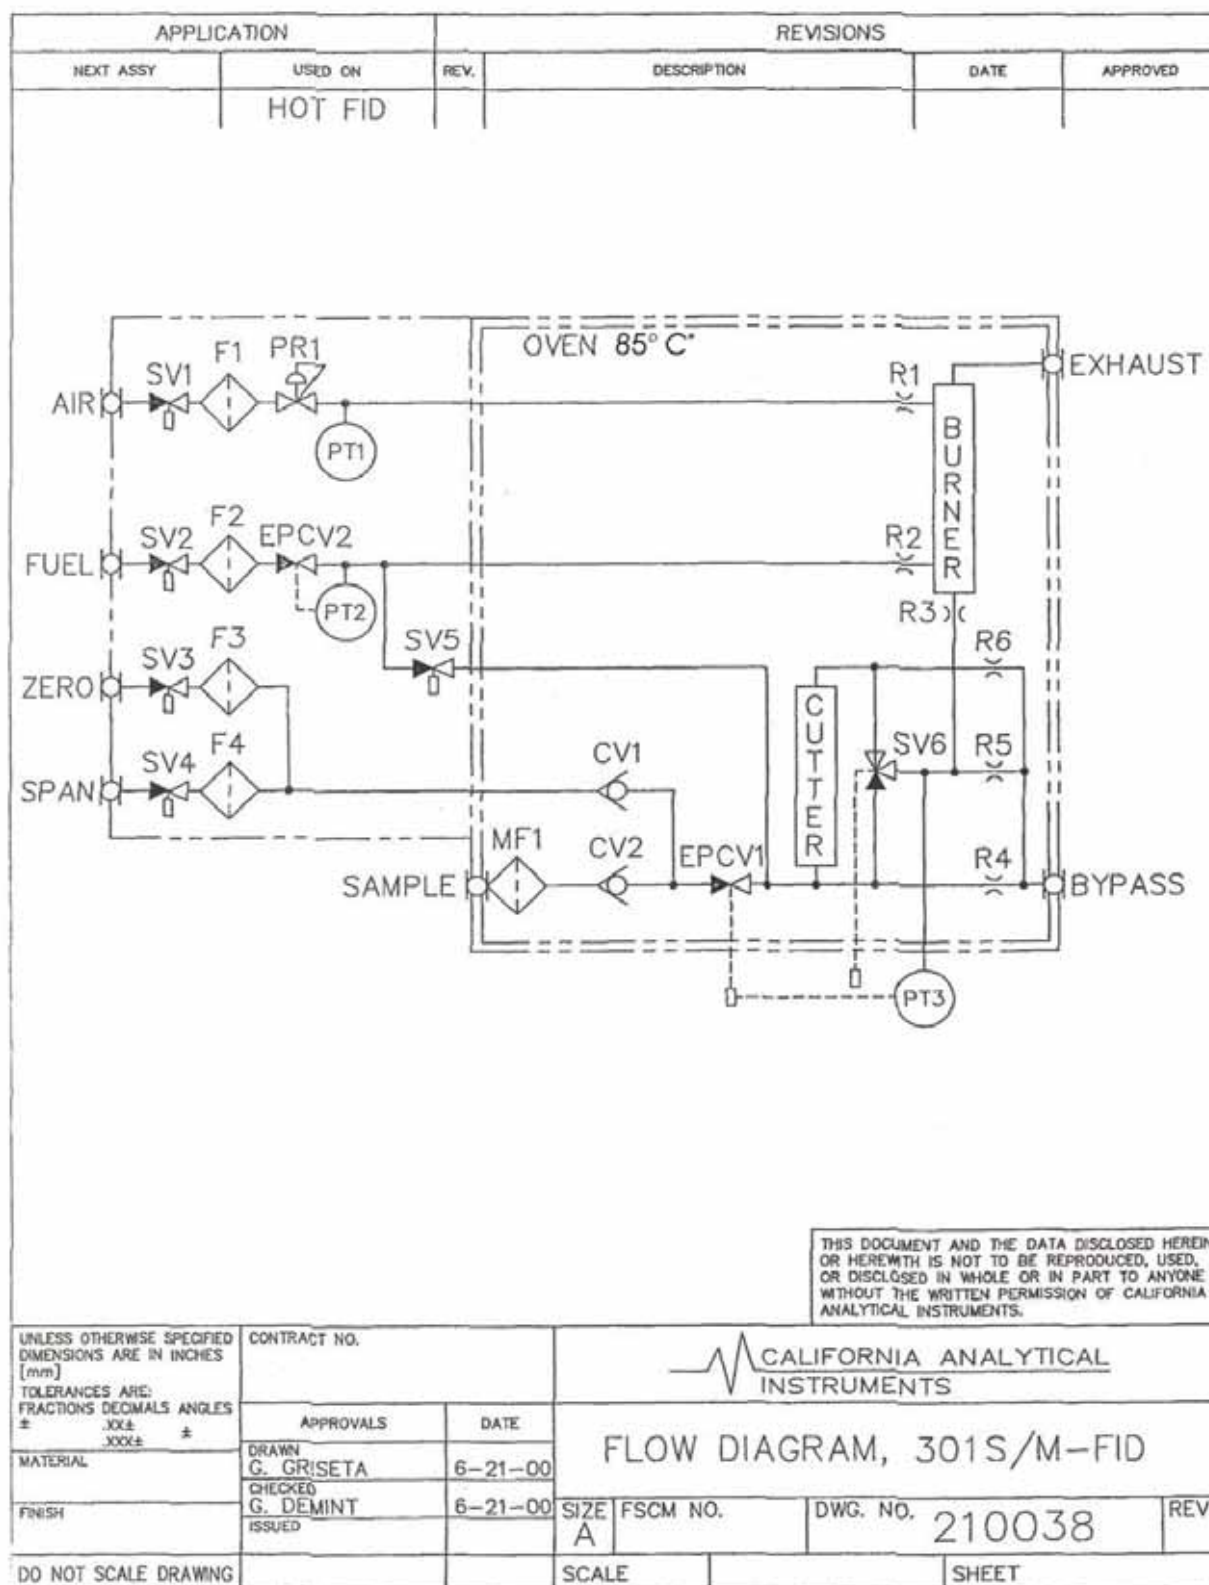 APPLICATION
REVISIONS
NEXT ASSY
USED ON
REV.
DESCRIPTION
DATE
APPROVED
HOT FID
OVEN 85° C
F1
PR1
SV1
AIR
PT1
R1
EXHAUST
BURNER
F2
SV2
EPCV2
FUEL
PT2
R2
R3
F3
SV3
ZERO
SV5
R6
F4
SV4
SPAN
CV1
CUTTER
SV6
R5
MF1
CV2
EPCV1
R4
SAMPLE
BYPASS
PT3
THIS DOCUMENT AND THE DATA DISCLOSED HEREIN
OR HEREWITH IS NOT TO BE REPRODUCED, USED,
OR DISCLOSED IN WHOLE OR IN PART TO ANYONE
WITHOUT THE WRITTEN PERMISSION OF CALIFORNIA
ANALYTICAL INSTRUMENTS.
UNLESS OTHERWISE SPECIFIED
DIMENSIONS ARE IN INCHES
[mm]
TOLERANCES ARE:
FRACTIONS DECIMALS ANGLES
± .XX± ±
.XXX±
MATERIAL
FINISH
DO NOT SCALE DRAWING
CONTRACT NO.
APPROVALS
DATE
DRAWN
G. GRISETA
6-21-00
CHECKED
G. DEMINT
6-21-00
ISSUED
CALIFORNIA ANALYTICAL
INSTRUMENTS
FLOW DIAGRAM, 301S/M-FID
SIZE
A
FSCM NO.
DWG. NO.
210038
REV
SCALE
SHEET